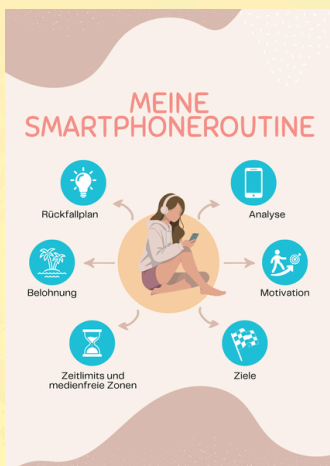 MEINE
SMARTPHONEROUTINE
Rückfallplan
Analyse
Belohnung
Motivation
Zeitlimits und
medienfreie Zonen
Ziele